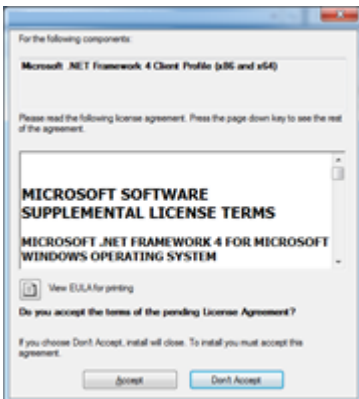 For the following components:
Microsoft .NET Framework 4 Client Profile (x86 and x64)
Please read the following license agreement. Press the page down key to see the rest
of the agreement.
MICROSOFT SOFTWARE
SUPPLEMENTAL LICENSE TERMS
MICROSOFT .NET FRAMEWORK 4 FOR MICROSOFT
WINDOWS OPERATING SYSTEM
View EULA for printing
Do you accept the terms of the pending License Agreement?
If you choose Don't Accept, install will close. To install you must accept this
agreement.
Accept
Don't Accept